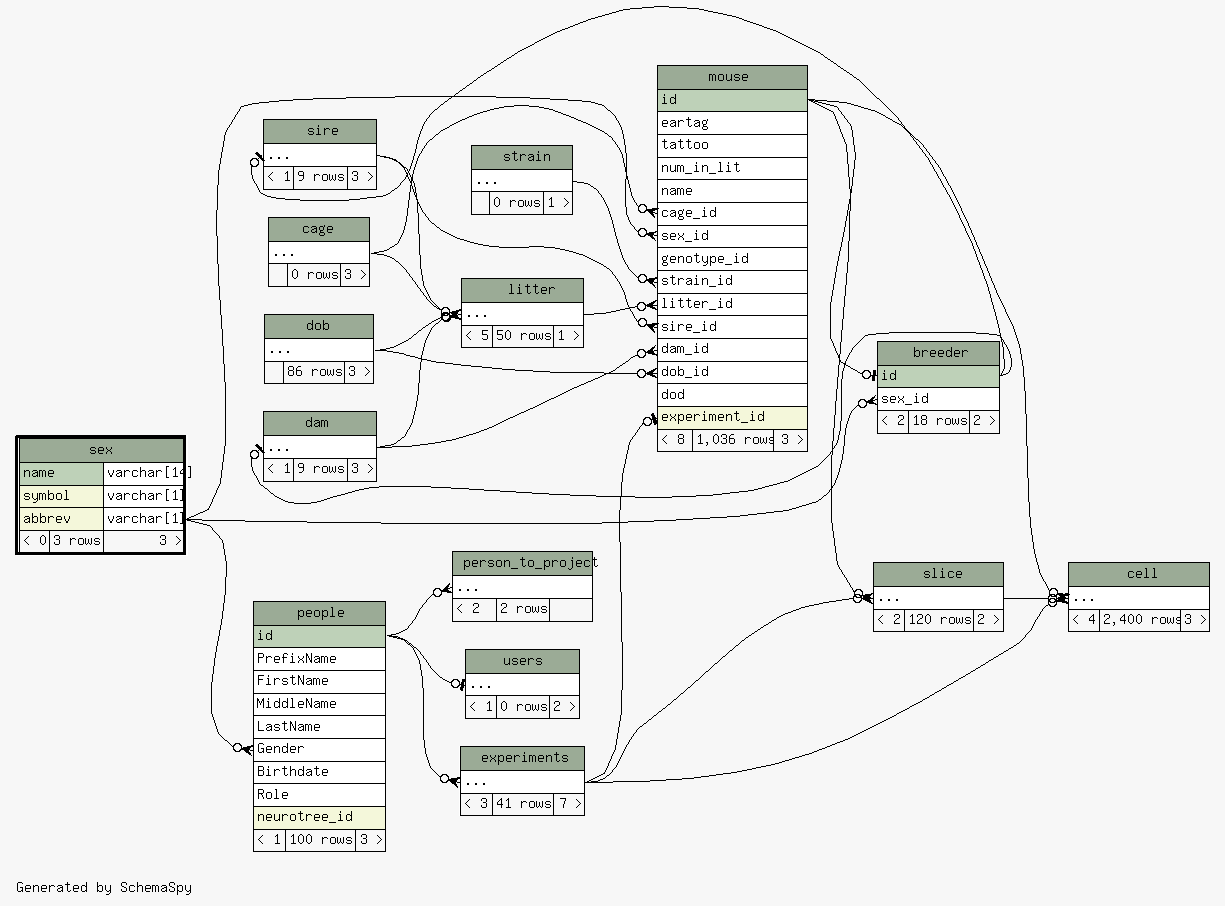 mouse
id
eartag
tattoo
num_in_lit
name
cage_id
sex_id
genotype_id
strain_id
litter_id
sire_id
dam_id
dob_id
dod
experiment_id
< 8 1,036 rows 3 >
sire
...
< 1 9 rows 3 >
strain
...
0 rows 1 >
cage
...
0 rows 3 >
litter
...
< 5 50 rows 1 >
dob
...
86 rows 3 >
breeder
id
sex_id
< 2 18 rows 2 >
dam
...
< 1 9 rows 3 >
sex
name varchar[14]
symbol varchar[1]
abbrev varchar[1]
< 0 3 rows 3 >
person_to_project
...
< 2 2 rows
slice
...
< 2 120 rows 2 >
cell
...
< 4 2,400 rows 3 >
people
id
PrefixName
FirstName
MiddleName
LastName
Gender
Birthdate
Role
neurotree_id
< 1 100 rows 3 >
users
...
< 1 0 rows 2 >
experiments
...
< 3 41 rows 7 >
Generated by SchemaSpy